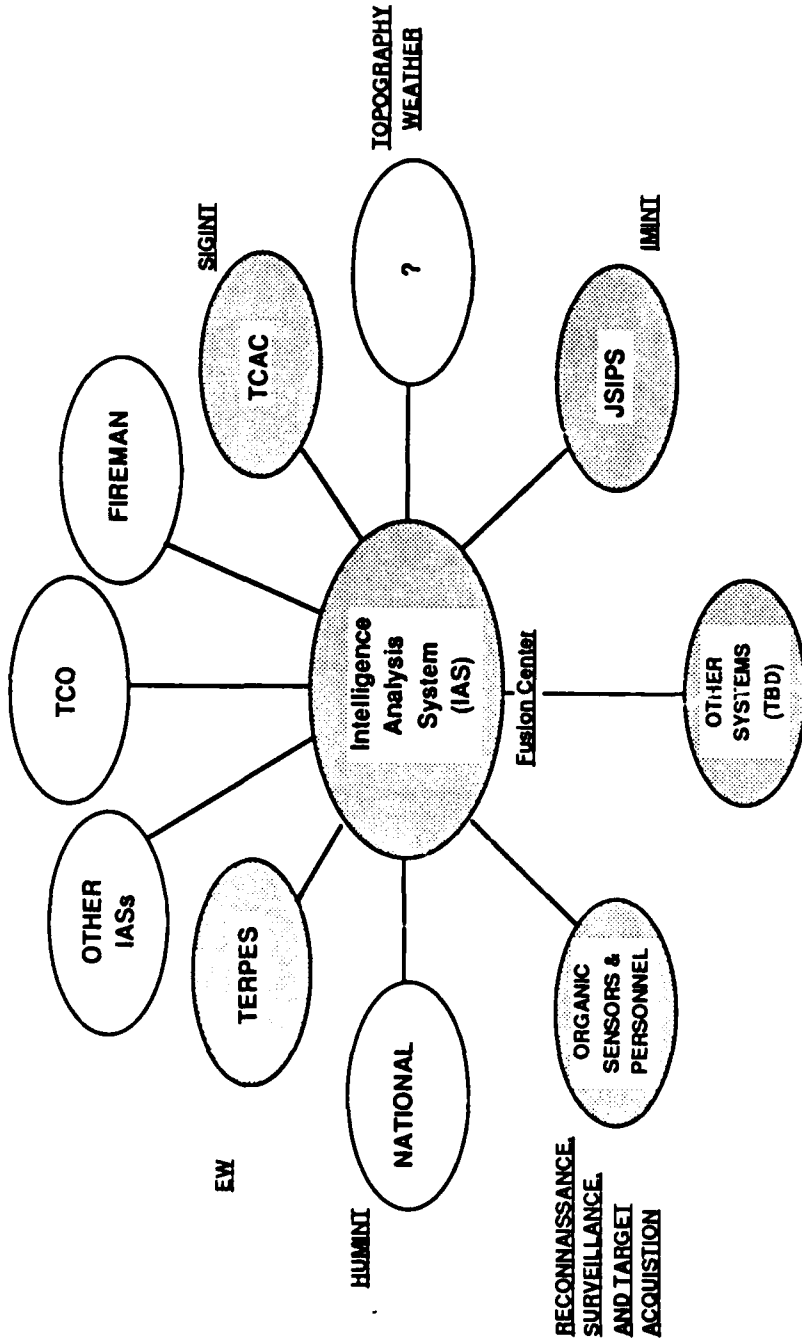 TCO
OTHER
IASs
FIREMAN
EW
TERPES
TCAC
SIGINT
HUMINT
NATIONAL
Intelligence
Analysis
System
(IAS)
Fusion Center
?
TOPOGRAPHY
WEATHER
RECONNAISSANCE,
SURVEILLANCE,
AND TARGET
ACQUISTION
ORGANIC
SENSORS &
PERSONNEL
OTHER
SYSTEMS
(TBD)
JSIPS
IMINT